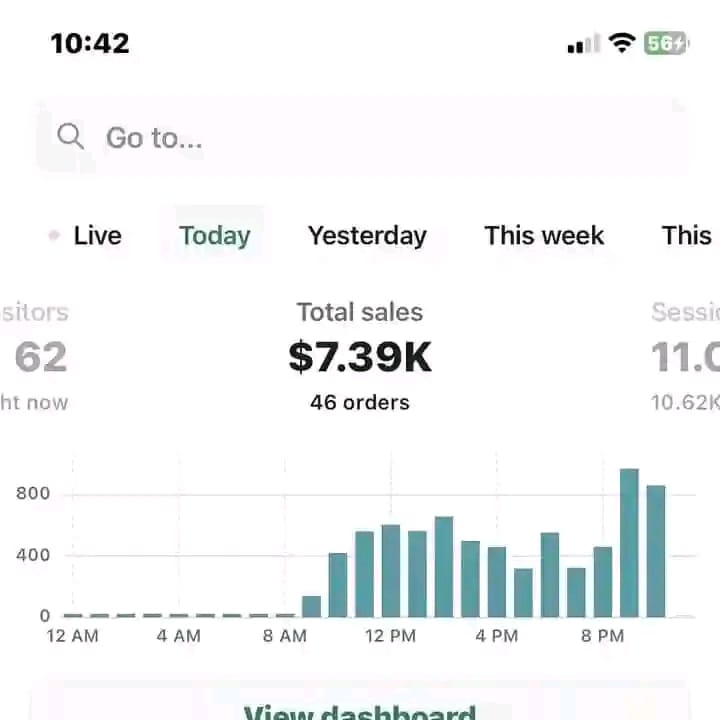 10:42
56
Go to...
Live Today Yesterday This week This
sitors Total sales Sessio
62 $7.39K 11.0
ht now 46 orders 10.62K
800
400
0
12 AM 4 AM 8 AM 12 PM 4 PM 8 PM
View dashboard